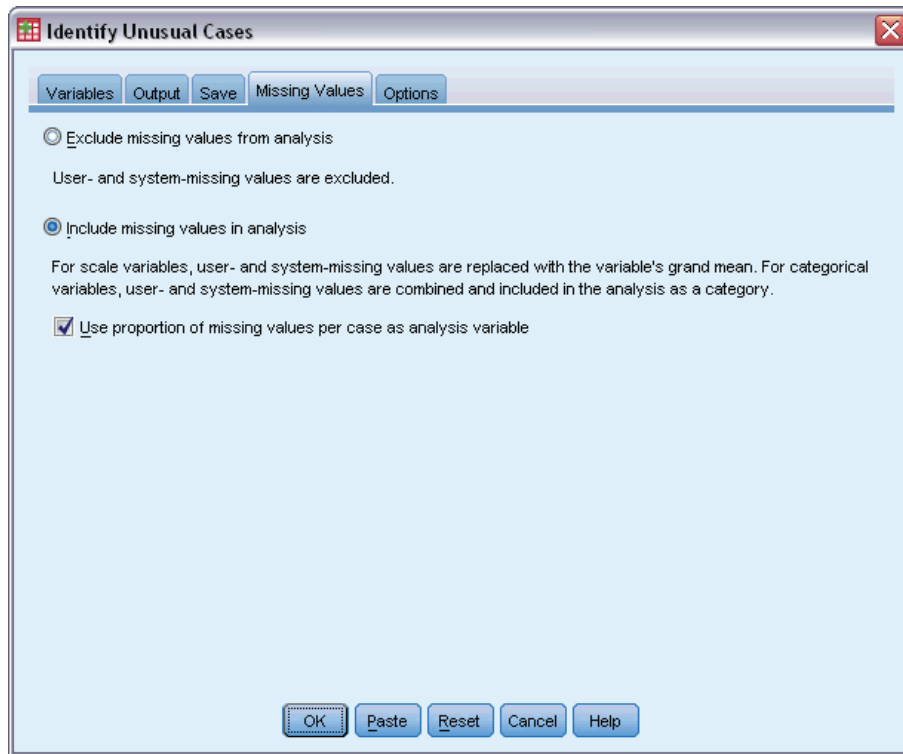 Identify Unusual Cases
Variables Output Save Missing Values Options
Exclude missing values from analysis
User- and system-missing values are excluded.
Include missing values in analysis
For scale variables, user- and system-missing values are replaced with the variable's grand mean. For categorical
variables, user- and system-missing values are combined and included in the analysis as a category.
Use proportion of missing values per case as analysis variable
OK Paste Reset Cancel Help